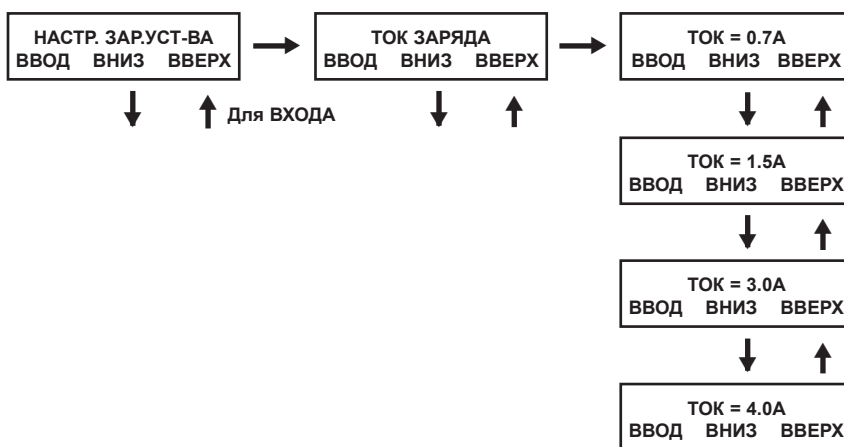 НАСТР. ЗАР.УСТ-ВА
ВВОД ВНИЗ ВВЕРХ
ТОК ЗАРЯДА
ВВОД ВНИЗ ВВЕРХ
ТОК = 0.7А
ВВОД ВНИЗ ВВЕРХ
Для ВХОДА
ТОК = 1.5А
ВВОД ВНИЗ ВВЕРХ
ТОК = 3.0А
ВВОД ВНИЗ ВВЕРХ
ТОК = 4.0А
ВВОД ВНИЗ ВВЕРХ